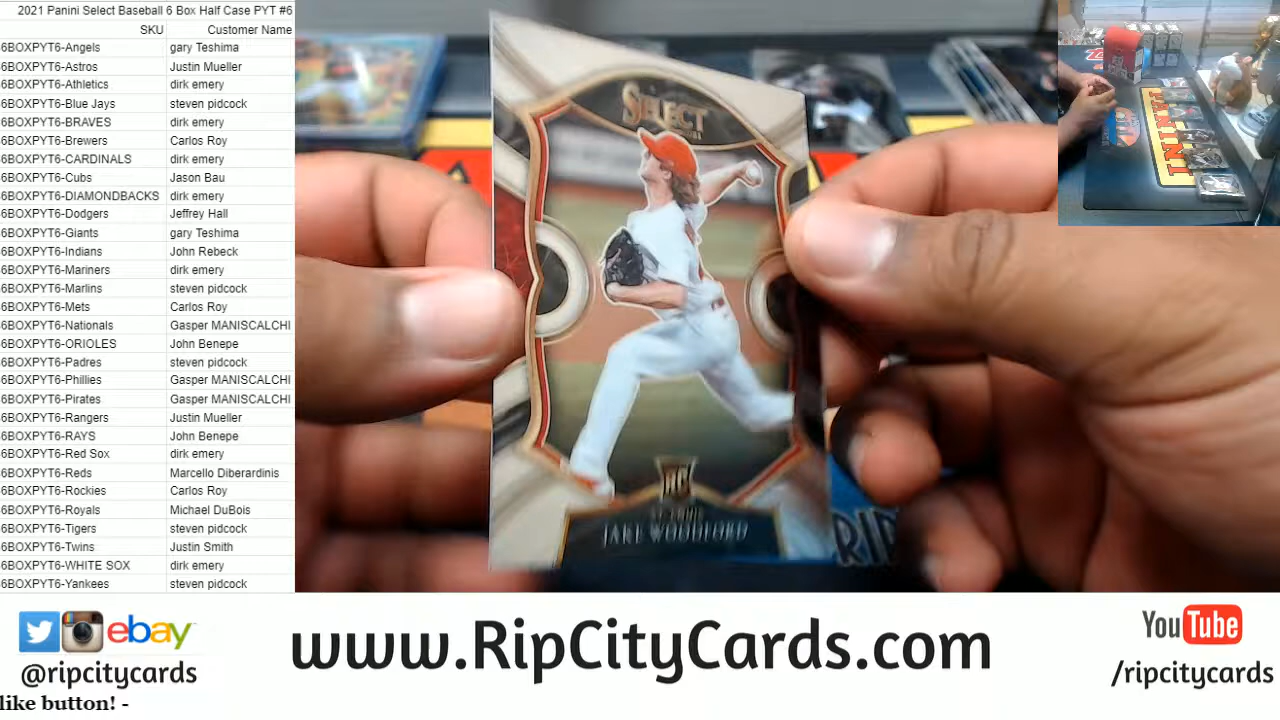 2021 Panini Select Baseball 6 Box Half Case PYT #6
SKU Customer Name
6BOXPYT6-Angels gary Teshima
6BOXPYT6-Astros Justin Mueller
6BOXPYT6-Athletics dirk emery
6BOXPYT6-Blue Jays steven pidcock
6BOXPYT6-BRAVES dirk emery
6BOXPYT6-Brewers Carlos Roy
6BOXPYT6-CARDINALS dirk emery
6BOXPYT6-Cubs Jason Bau
6BOXPYT6-DIAMONDBACKS dirk emery
6BOXPYT6-Dodgers Jeffrey Hall
6BOXPYT6-Giants gary Teshima
6BOXPYT6-Indians John Rebeck
6BOXPYT6-Mariners dirk emery
6BOXPYT6-Marlins steven pidcock
6BOXPYT6-Mets Carlos Roy
6BOXPYT6-Nationals Gasper MANISCALCHI
6BOXPYT6-ORIOLES John Benepe
6BOXPYT6-Padres steven pidcock
6BOXPYT6-Phillies Gasper MANISCALCHI
6BOXPYT6-Pirates Gasper MANISCALCHI
6BOXPYT6-Rangers Justin Mueller
6BOXPYT6-RAYS John Benepe
6BOXPYT6-Red Sox dirk emery
6BOXPYT6-Reds Marcello Diberardinis
6BOXPYT6-Rockies Carlos Roy
6BOXPYT6-Royals Michael DuBois
6BOXPYT6-Tigers steven pidcock
6BOXPYT6-Twins Justin Smith
6BOXPYT6-WHITE SOX dirk emery
6BOXPYT6-Yankees steven pidcock
SELECT
RC
JAKE WOODFORD
RIP
PANINI
ebay
@ripcitycards
www.RipCityCards.com
YouTube
/ripcitycards
like button! -